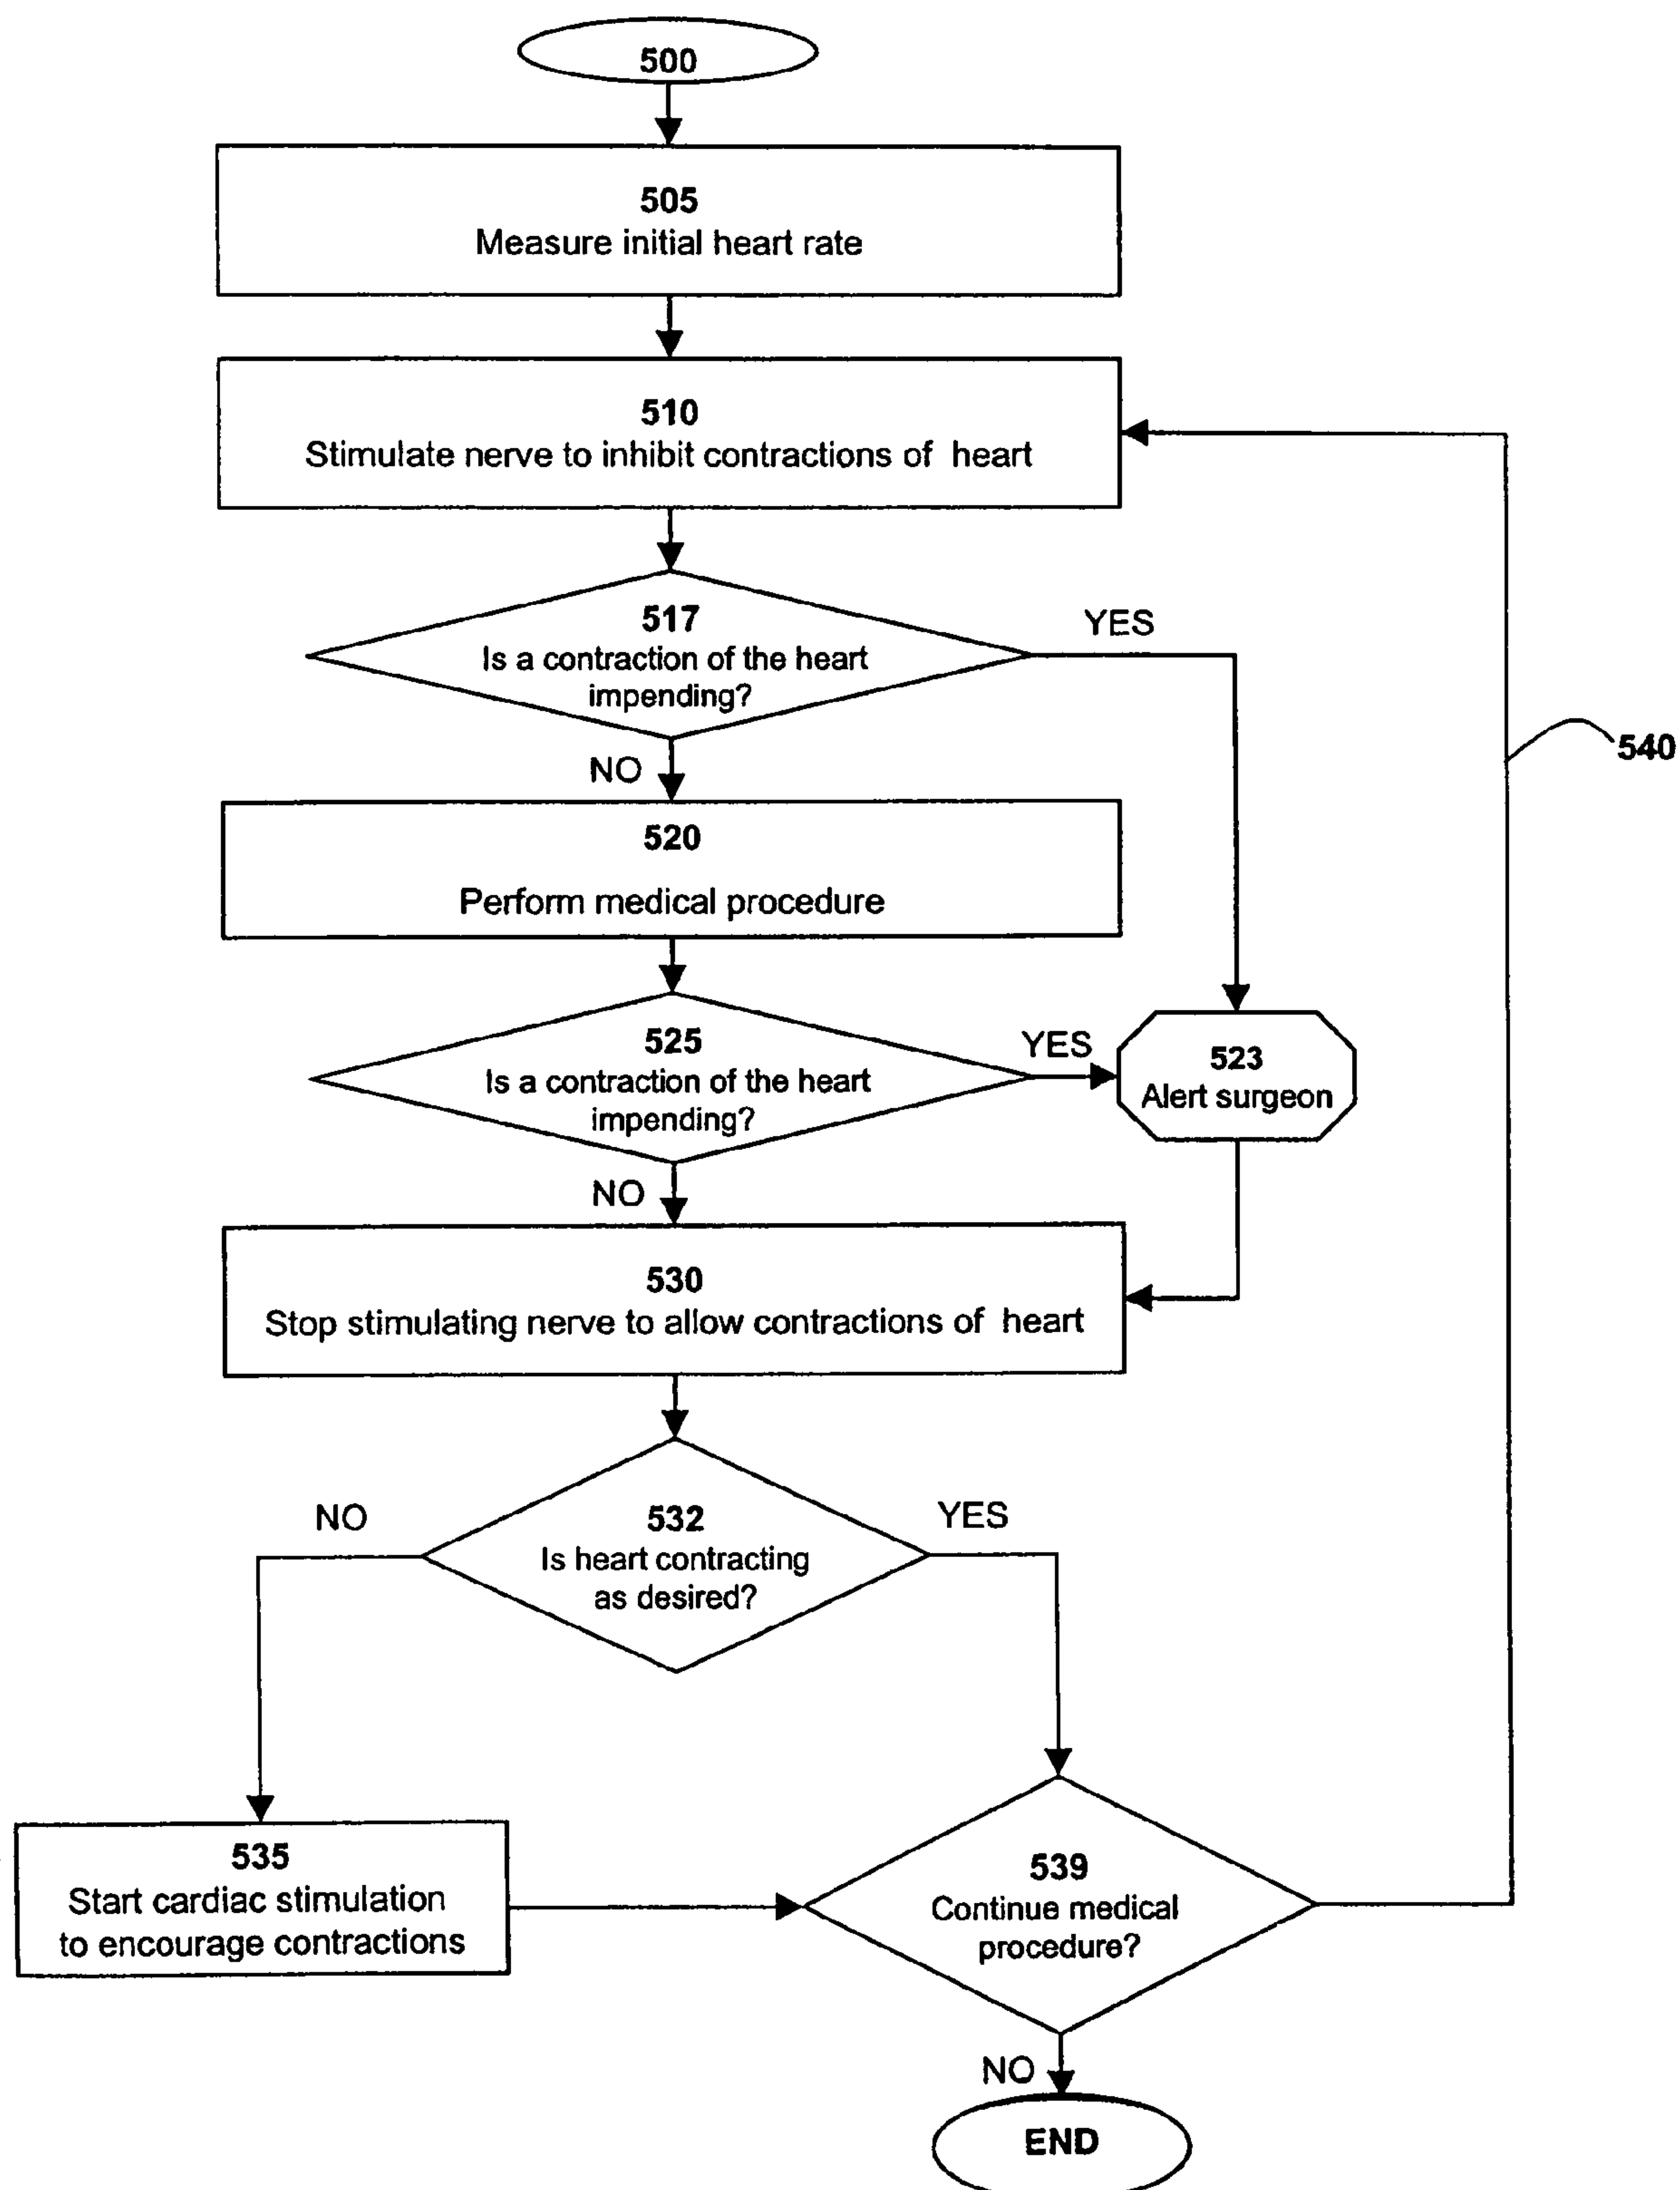 500
505
Measure initial heart rate
510
Stimulate nerve to inhibit contractions of heart
517
Is a contraction of the heart
impending?
YES
NO
540
520
Perform medical procedure
525
Is a contraction of the heart
impending?
YES
523
Alert surgeon
NO
530
Stop stimulating nerve to allow contractions of heart
NO
532
Is heart contracting
as desired?
YES
535
Start cardiac stimulation
to encourage contractions
539
Continue medical
procedure?
NO
END